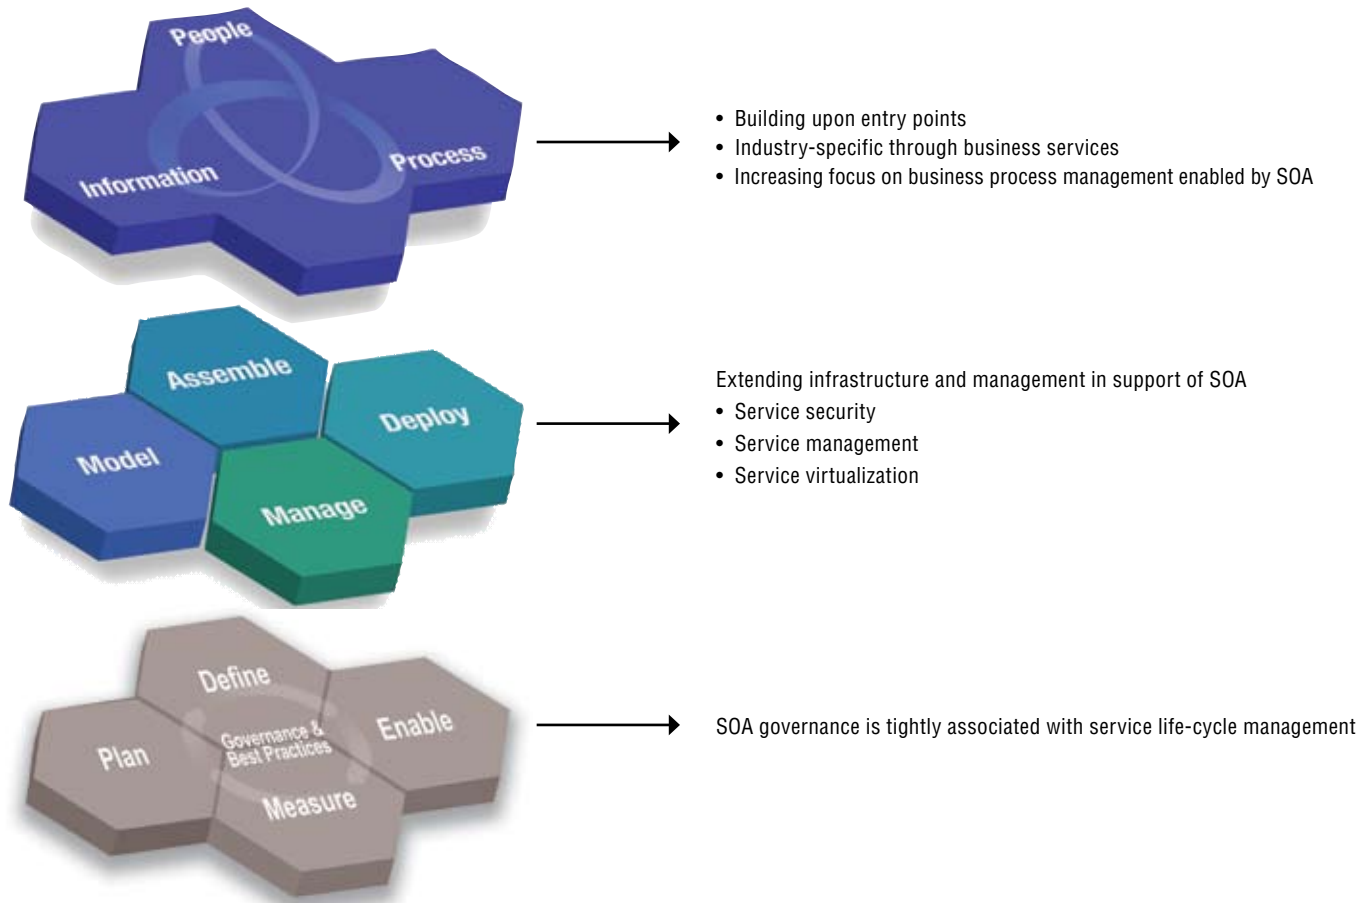 People
Information
Process
• Building upon entry points
• Industry-specific through business services
• Increasing focus on business process management enabled by SOA
Assemble
Deploy
Model
Manage
Extending infrastructure and management in support of SOA
• Service security
• Service management
• Service virtualization
Define
Enable
Plan
Governance &
Best Practices
Measure
SOA governance is tightly associated with service life-cycle management